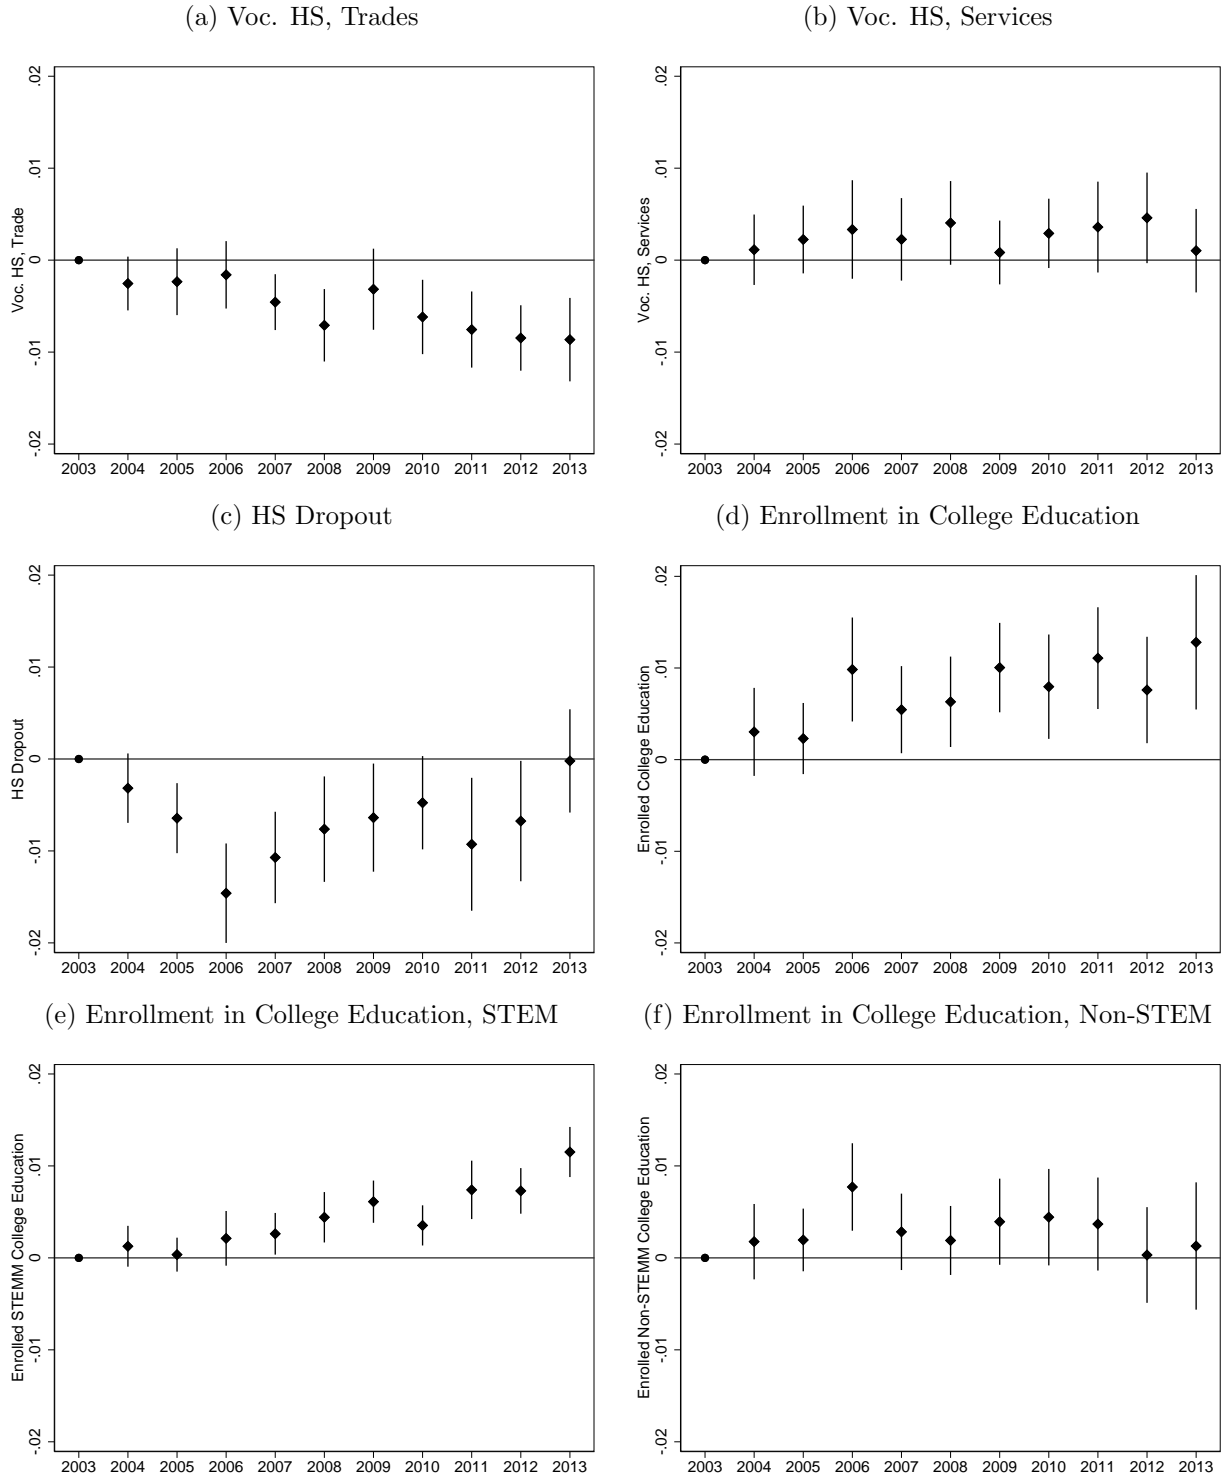 (a) Voc. HS, Trades
Voc. HS, Trade
.02
.01
0
-.01
-.02
2003 2004 2005 2006 2007 2008 2009 2010 2011 2012 2013
(b) Voc. HS, Services
Voc. HS, Services
.02
.01
0
-.01
-.02
2003 2004 2005 2006 2007 2008 2009 2010 2011 2012 2013
(c) HS Dropout
HS Dropout
.02
.01
0
-.01
-.02
2003 2004 2005 2006 2007 2008 2009 2010 2011 2012 2013
(d) Enrollment in College Education
Enrolled College Education
.02
.01
0
-.01
-.02
2003 2004 2005 2006 2007 2008 2009 2010 2011 2012 2013
(e) Enrollment in College Education, STEM
Enrolled STEMM College Education
.02
.01
0
-.01
-.02
2003 2004 2005 2006 2007 2008 2009 2010 2011 2012 2013
(f) Enrollment in College Education, Non-STEM
Enrolled Non-STEMM College Education
.02
.01
0
-.01
-.02
2003 2004 2005 2006 2007 2008 2009 2010 2011 2012 2013